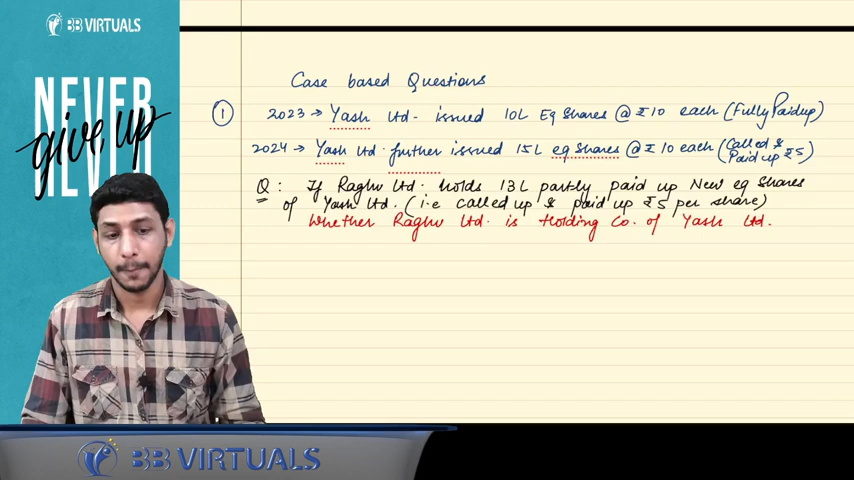 BB VIRTUALS
NEVER
give up
NEVER
Case based Questions
① 2023 → Yash Ltd. issued 10L Eq Shares @ ₹10 each (Fully Paidup)
2024 → Yash Ltd. further issued 15L eq Shares @ ₹10 each (Called & Paid up ₹5)
Q: If Raghu Ltd. holds 13L partly paid up New eq Shares
of Yash Ltd. (i.e called up & paid up ₹5 per share)
Whether Raghu Ltd. is Holding Co. of Yash Ltd.
BB VIRTUALS